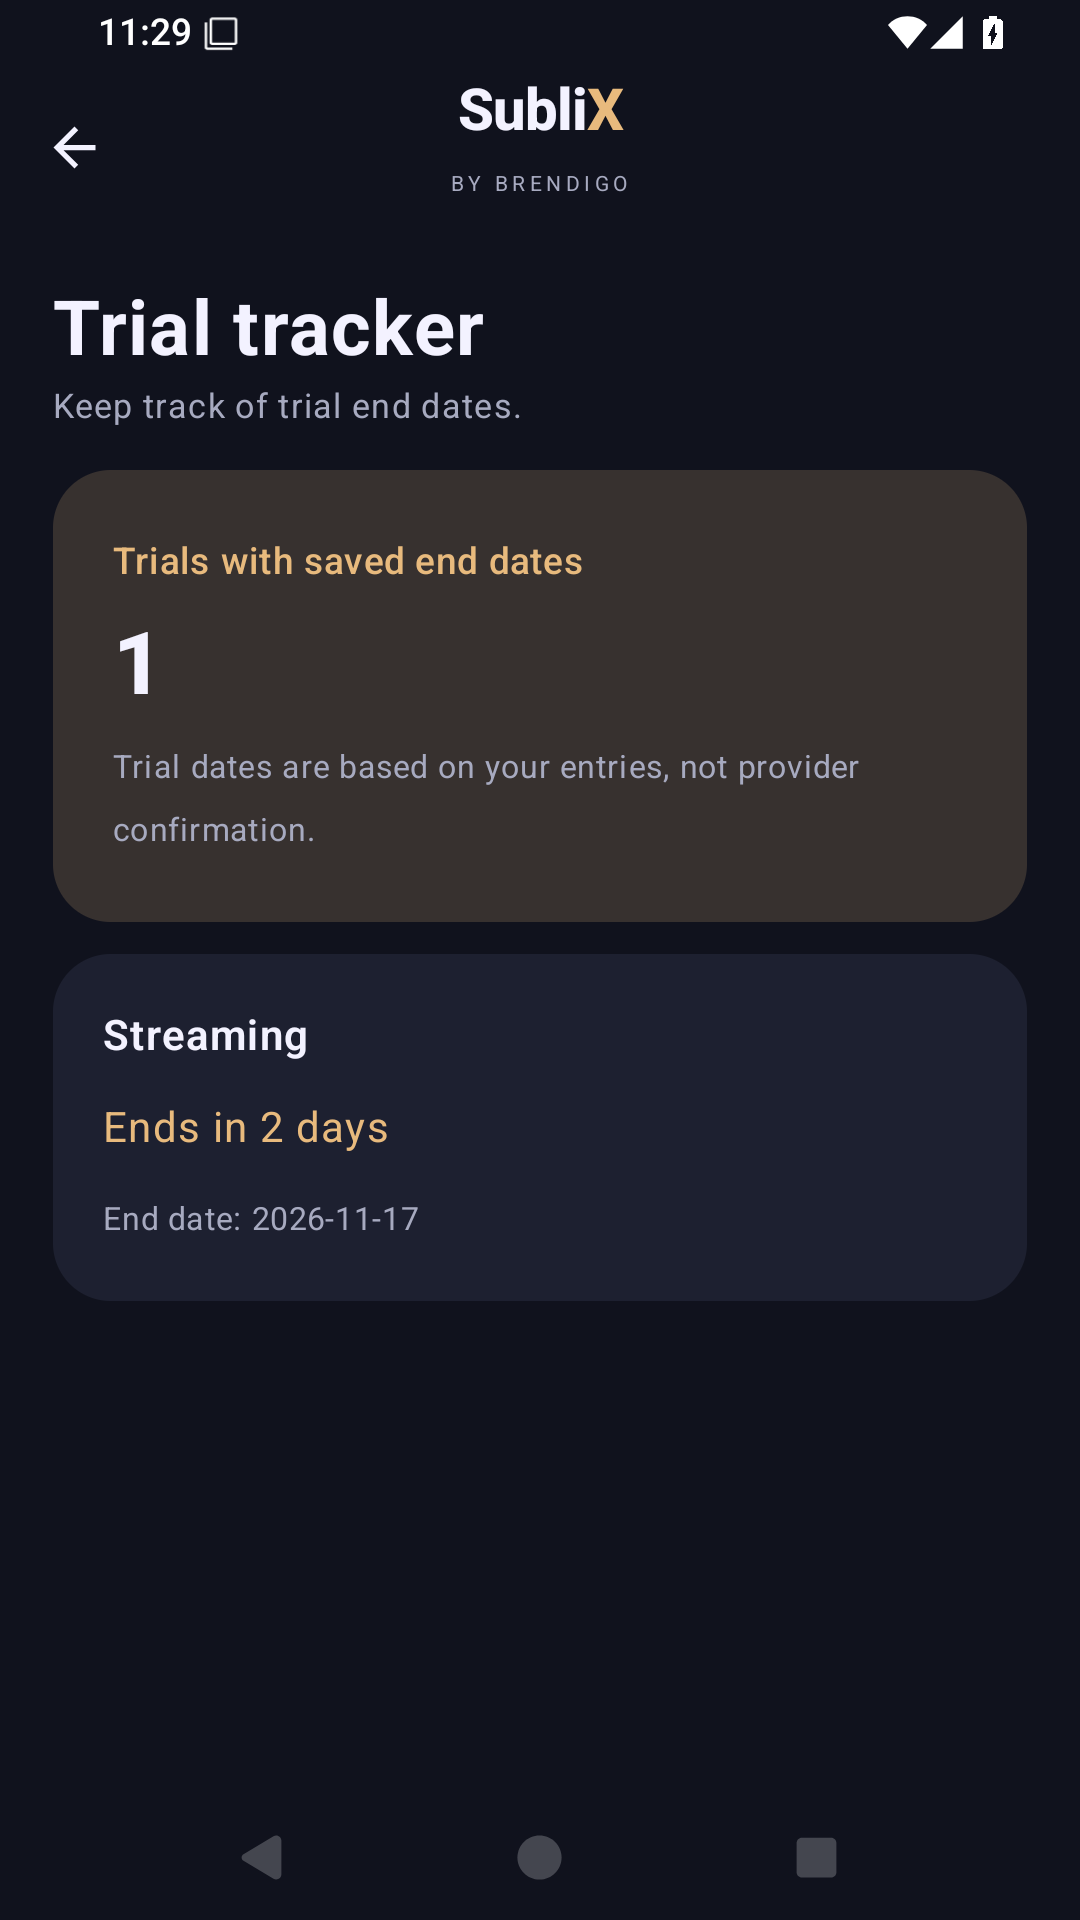 11:29
SubliX
BY BRENDIGO
Trial tracker
Keep track of trial end dates.
Trials with saved end dates
1
Trial dates are based on your entries, not provider
confirmation.
Streaming
Ends in 2 days
End date: 2026-11-17